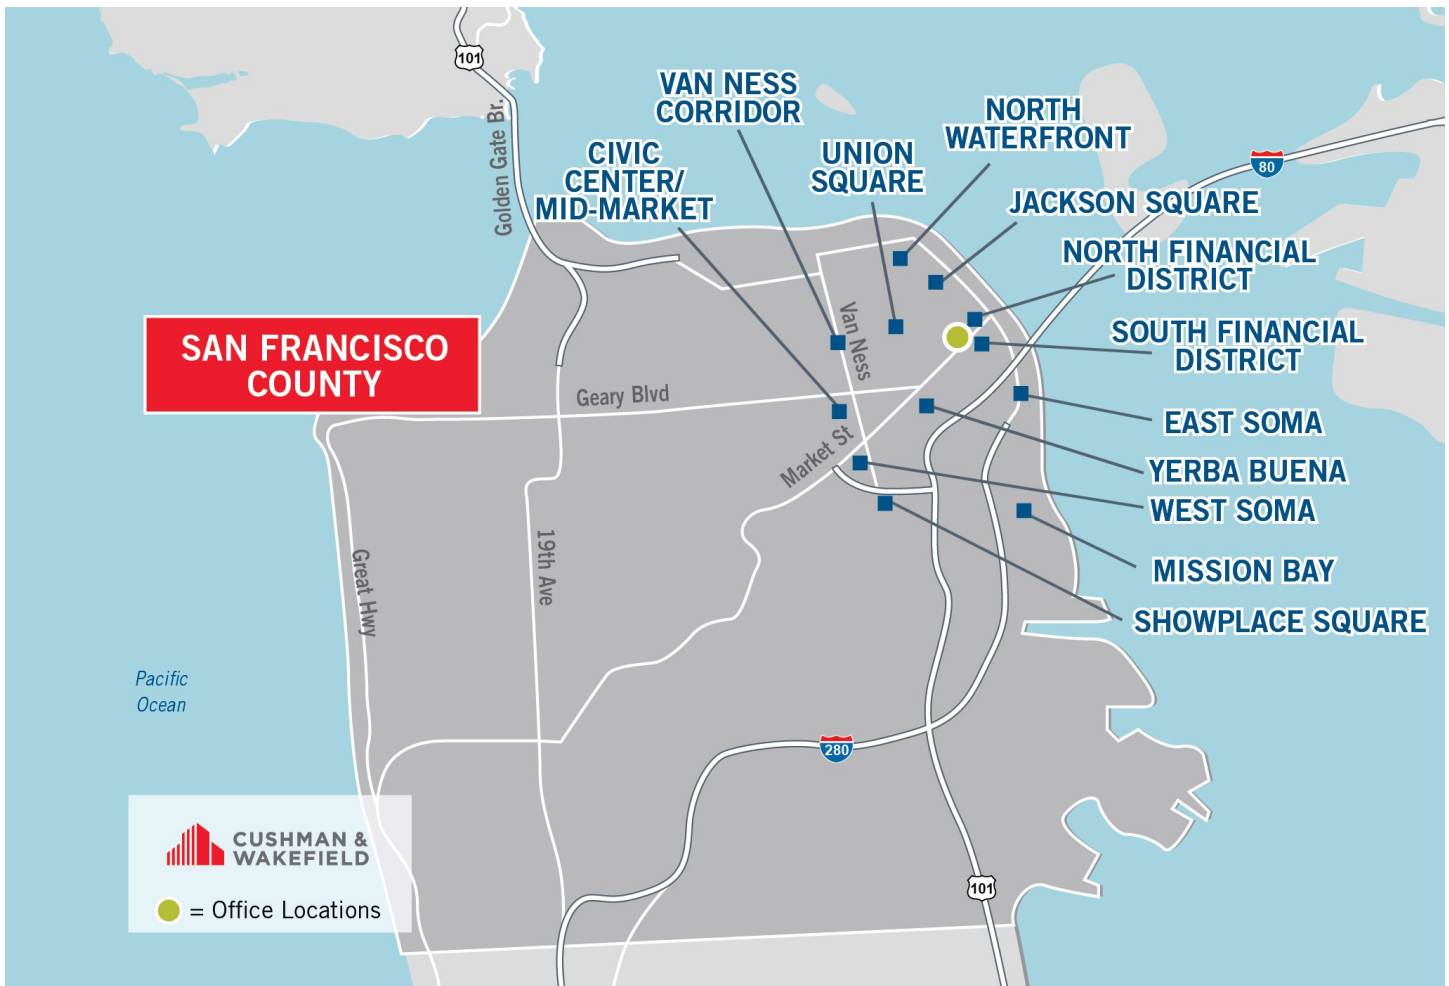 101
Golden Gate Br.
VAN NESS
CORRIDOR
CIVIC
CENTER/
MID-MARKET
UNION
SQUARE
NORTH
WATERFRONT
80
JACKSON SQUARE
NORTH FINANCIAL
DISTRICT
SOUTH FINANCIAL
DISTRICT
SAN FRANCISCO
COUNTY
Van Ness
Geary Blvd
Market St
EAST SOMA
YERBA BUENA
WEST SOMA
MISSION BAY
SHOWPLACE SQUARE
19th Ave
Great Hwy
Pacific
Ocean
280
101
CUSHMAN &
WAKEFIELD
= Office Locations